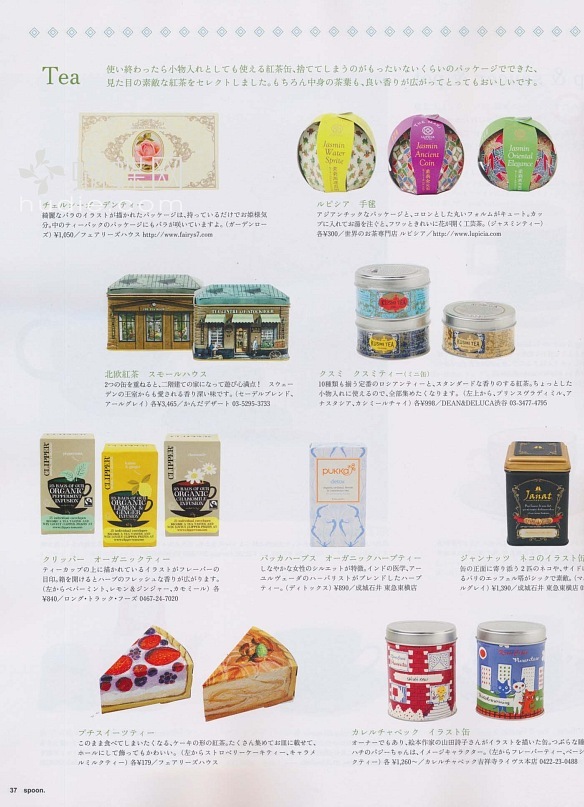 Tea
使い終わったら小物入れとしても使える紅茶缶、捨ててしまうのがもったいないくらいのパッケージでできた、
見た目の素敵な紅茶をセレクトしました。もちろん中身の茶葉も、良い香りが広がってとってもおいしいです。
Jasmin
Water
Sprite
Jasmin
Ancient
Coin
Jasmin
Oriental
Elegance
綺麗なバラのイラストが描かれたパッケージは、持っているだけでお姫様気
分。中のティーバッグのパッケージにもバラが咲いていますよ。(ガーデンロー
ズ) ¥1,050/フェアリーズハウス http://www.fairys7.com
ルピシア 手毬
アジアンチックなパッケージと、コロンとした丸いフォルムがキュート。カッ
プに入れてお湯を注ぐと、フワッときれいに花が開く工芸茶。(ジャスミンティー)
各¥300/世界のお茶専門店 ルピシア/http://www.lupicia.com
KUSMI TEA
KUSMI TEA
KUSMI TEA
北欧紅茶 スモールハウス
2つの缶を重ねると、二階建ての家になって遊び心満点! スウェー
デンの王室からも愛される香り深い味です。(セーデルブレンド、
アールグレイ) 各¥3,465/かんだデザート 03-5295-3733
クスミ クスミティー(ミニ缶)
10種類も揃う定番のロシアンティーと、スタンダードな香りのする紅茶。ちょっとした
小物入れに使えるので、全部集めたくなります。(左上から、プリンスヴラディミル、ア
ナスタシア、カシミールチャイ) 各¥998/DEAN&DELUCA渋谷 03-3477-4795
CLIPPER
ORGANIC
PEPPERMINT
INFUSION
CLIPPER
ORGANIC
LEMON &
GINGER
INFUSION
CLIPPER
ORGANIC
CHAMOMILE
INFUSION
PUKKA
detox
Janat
クリッパー オーガニックティー
ティーカップの上に描かれているイラストがフレーバーの
目印。箱を開けるとハーブのフレッシュな香りが広がります。
(左からペパーミント、レモン&ジンジャー、カモミール) 各
¥840/ロング・トラック・フーズ 0467-24-7020
パッカハーブス オーガニックハーブティー
しなやかな女性のシルエットが特徴。インドの医学、アー
ユルヴェーダのハーバリストがブレンドしたハーブ
ティー。(ディトックス) ¥890/成城石井 東急東横店
ジャンナッツ ネコのイラスト缶
缶の正面に寄り添う2匹のネコや、サイド
るパリのエッフェル塔がシックで素敵。(マ
ルグレイ) ¥1,390/成城石井 東急東横店
プチスイーツティー
このまま食べてしまいたくなる、ケーキの形の紅茶。たくさん集めてお皿に載せて、
ホールにして飾ってもかわいい。(左からストロベリーケーキティー、キャラメ
ルミルクティー) 各¥179/フェアリーズハウス
カレルチャペック イラスト缶
オーナーでもあり、絵本作家の山田詩子さんがイラストを描いた缶。つぶらな瞳
ハチのバジーちゃんは、イメージキャラクター。(左からフレーバーティー、ベーシ
クティー) 各 ¥1,260〜/カレルチャペック吉祥寺ライヴス本店 0422-23-0488
37 spoon.